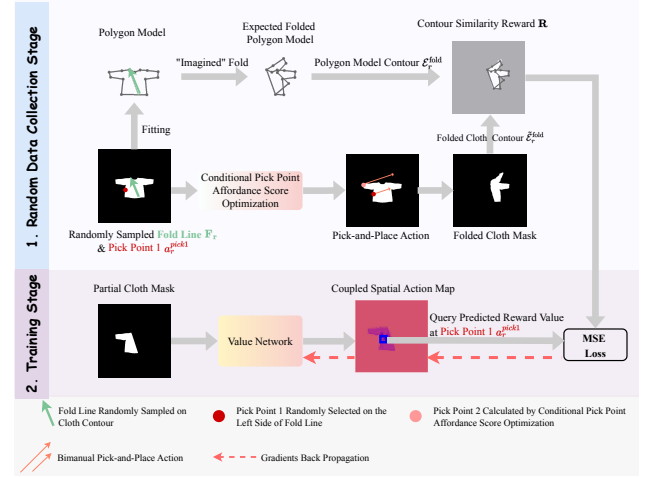 1. Random Data Collection Stage
Polygon Model
"Imagined" Fold
Expected Folded
Polygon Model
Polygon Model Contour ℰ_r^fold
Contour Similarity Reward R
Fitting
Folded Cloth Contour ℰ̃_r^fold
Conditional Pick Point
Affordance Score
Optimization
Randomly Sampled Fold Line F_r
& Pick Point 1 a_r^pick1
Pick-and-Place Action
Folded Cloth Mask
2. Training Stage
Partial Cloth Mask
Value Network
Coupled Spatial Action Map
Query Predicted Reward Value
at Pick Point 1 a_r^pick1
MSE
Loss
Fold Line Randomly Sampled on
Cloth Contour
Pick Point 1 Randomly Selected on the
Left Side of Fold Line
Pick Point 2 Calculated by Conditional Pick Point
Affordance Score Optimization
Bimanual Pick-and-Place Action
Gradients Back Propagation